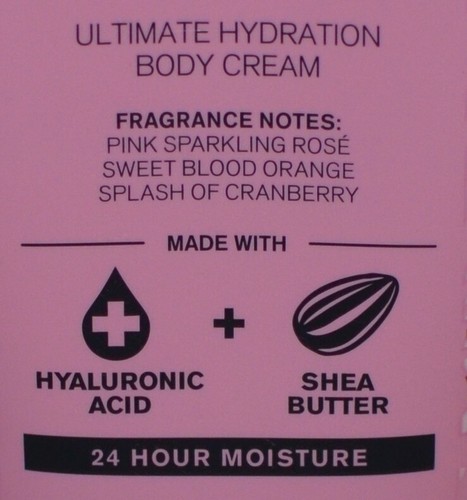 ULTIMATE HYDRATION
BODY CREAM
FRAGRANCE NOTES:
PINK SPARKLING ROSÉ
SWEET BLOOD ORANGE
SPLASH OF CRANBERRY
MADE WITH
+
HYALURONIC
ACID
SHEA
BUTTER
24 HOUR MOISTURE